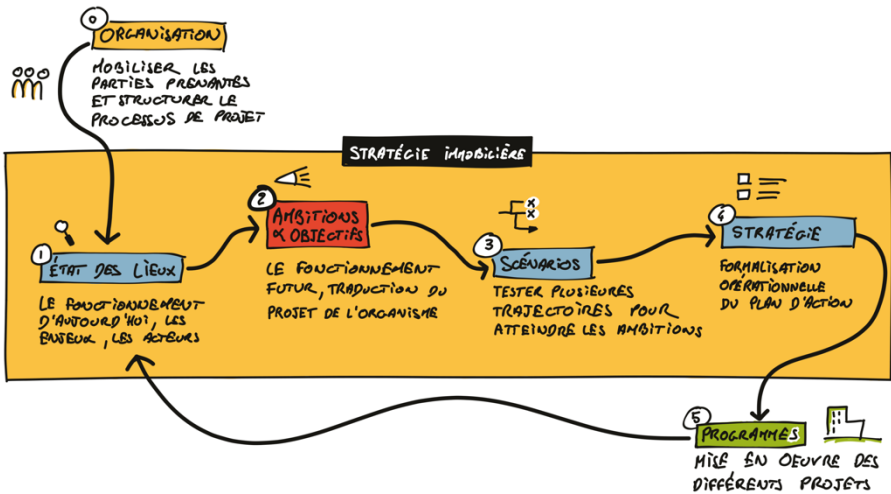 0
ORGANISATION
MOBILISER LES
PARTIES PRENANTES
ET STRUCTURER LE
PROCESSUS DE PROJET
STRATÉGIE IMMOBILIÈRE
1
ÉTAT DES LIEUX
LE FONCTIONNEMENT
D'AUJOURD'HUI, LES
ENJEUX, LES ACTEURS
2
AMBITIONS
& OBJECTIFS
LE FONCTIONNEMENT
FUTUR, TRADUCTION DU
PROJET DE L'ORGANISME
3
SCÉNARIOS
TESTER PLUSIEURES
TRAJECTOIRES POUR
ATTEINDRE LES AMBITIONS
4
STRATÉGIE
FORMALISATION
OPÉRATIONNELLE
DU PLAN D'ACTION
5
PROGRAMMES
MISE EN OEUVRE DES
DIFFÉRENTS PROJETS